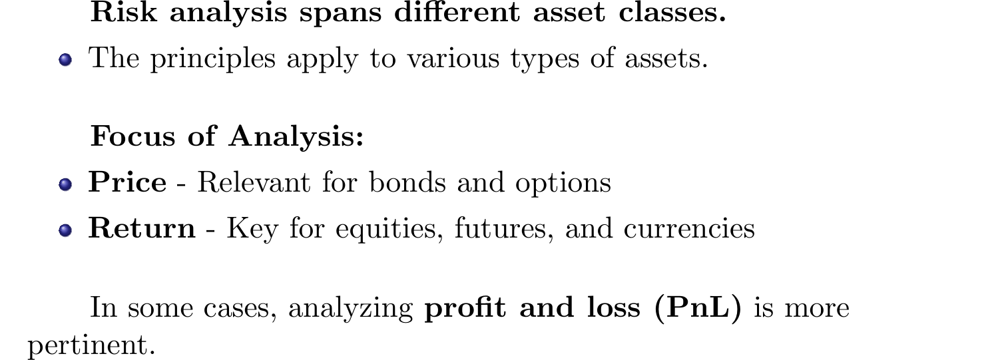 Risk analysis spans different asset classes.
The principles apply to various types of assets.
Focus of Analysis:
Price - Relevant for bonds and options
Return - Key for equities, futures, and currencies
In some cases, analyzing profit and loss (PnL) is more
pertinent.